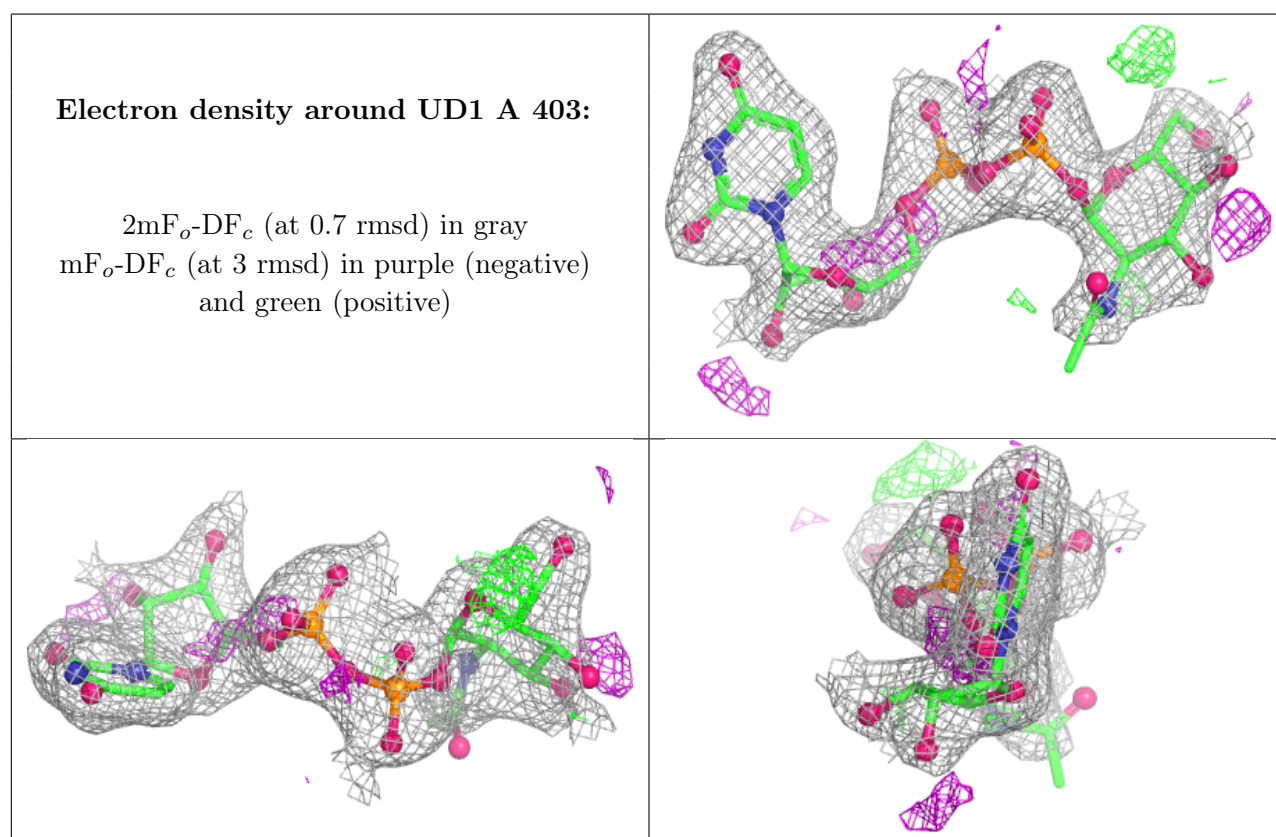 Electron density around UD1 A 403:
2mFo-DFc (at 0.7 rmsd) in gray
mFo-DFc (at 3 rmsd) in purple (negative)
and green (positive)